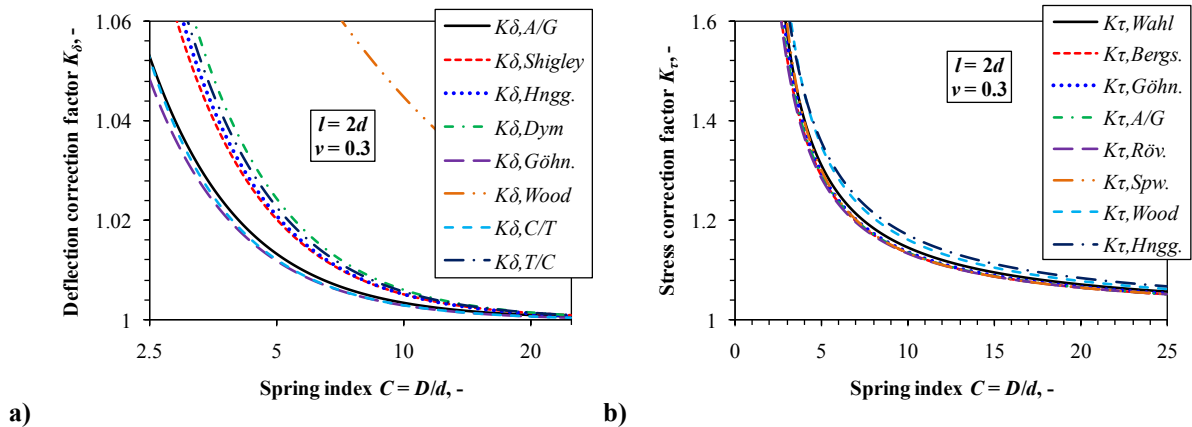 Deflection correction factor Kδ, -
1.06
1.04
1.02
1
2.5
5
10
20
Spring index C = D/d, -
l = 2d
ν = 0.3
Kδ,A/G
Kδ,Shigley
Kδ,Hngg.
Kδ,Dym
Kδ,Göhn.
Kδ,Wood
Kδ,C/T
Kδ,T/C
a)
Stress correction factor Kτ, -
1.6
1.4
1.2
1
0
5
10
15
20
25
Spring index C = D/d, -
l = 2d
ν = 0.3
Kτ,Wahl
Kτ,Bergs.
Kτ,Göhn.
Kτ,A/G
Kτ,Röv.
Kτ,Spw.
Kτ,Wood
Kτ,Hngg.
b)